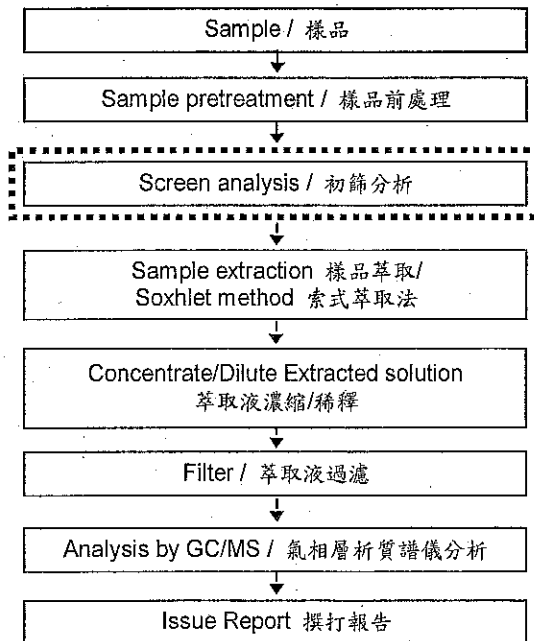 Sample / 樣品
Sample pretreatment / 樣品前處理
Screen analysis / 初篩分析
Sample extraction 樣品萃取/
Soxhlet method 索式萃取法
Concentrate/Dilute Extracted solution
萃取液濃縮/稀釋
Filter / 萃取液過濾
Analysis by GC/MS / 氣相層析質譜儀分析
Issue Report 撰打報告